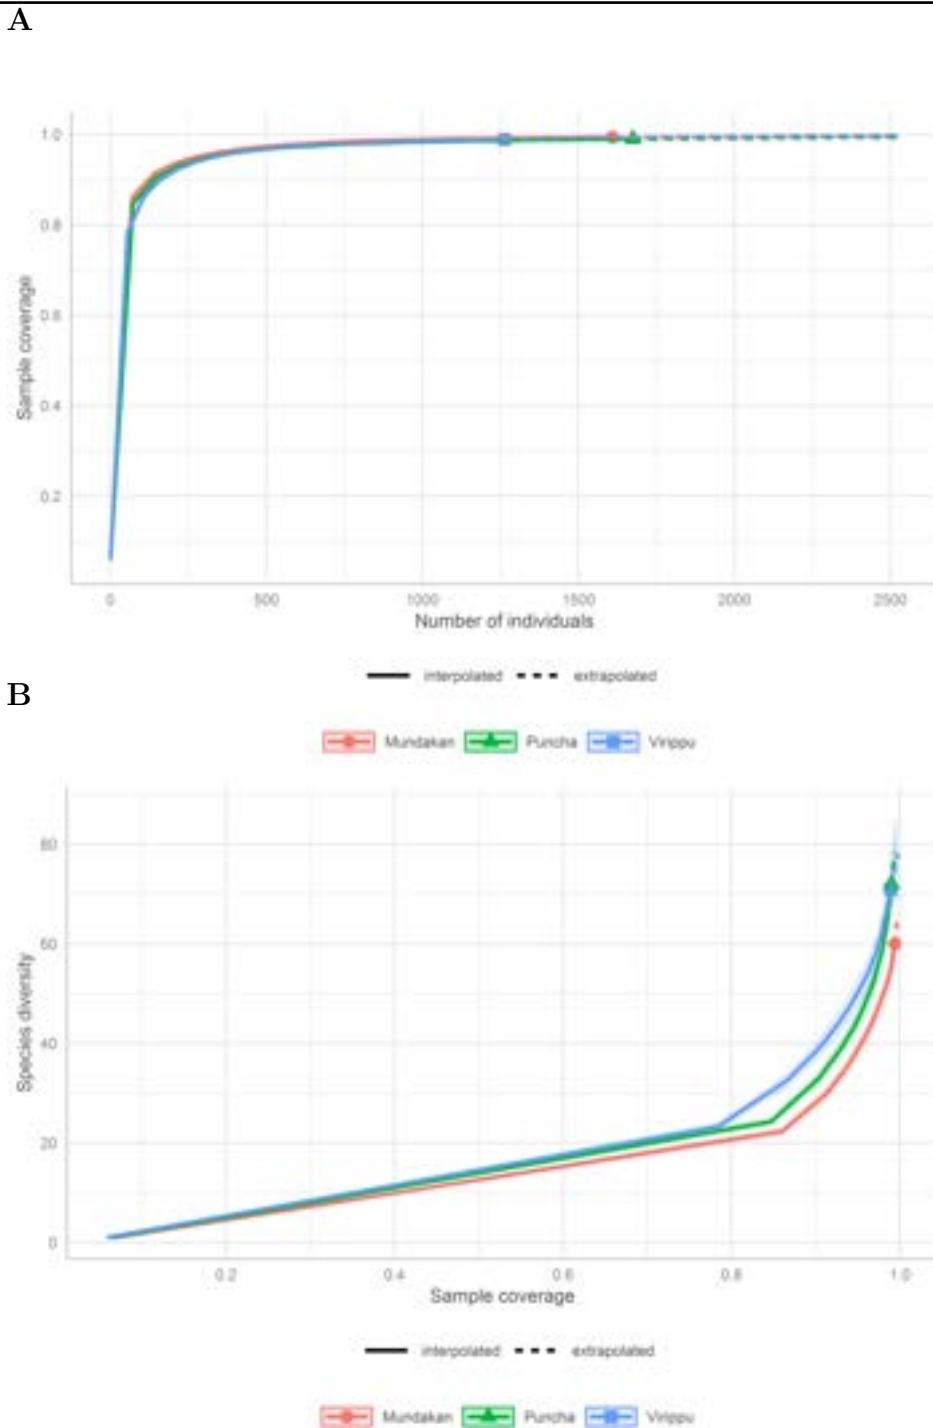 A
1.0
0.8
0.6
0.4
0.2
Sample coverage
0 500 1000 1500 2000 2500
Number of individuals
interpolated extrapolated
B
Mundakan Puncha Virippu
80
60
40
20
0
Species diversity
0.2 0.4 0.6 0.8 1.0
Sample coverage
interpolated extrapolated
Mundakan Puncha Virippu